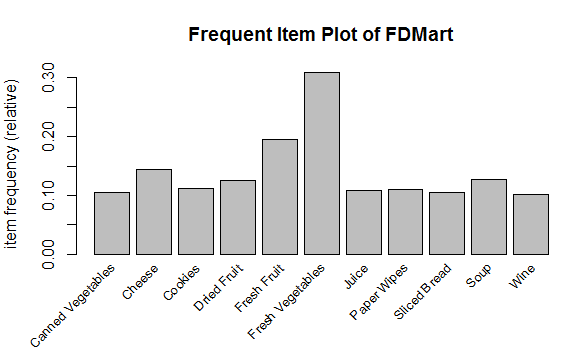 Frequent Item Plot of FDMart
item frequency (relative)
0.30
0.20
0.10
0.00
Canned Vegetables
Cheese
Cookies
Dried Fruit
Fresh Fruit
Fresh Vegetables
Juice
Paper Wipes
Sliced Bread
Soup
Wine